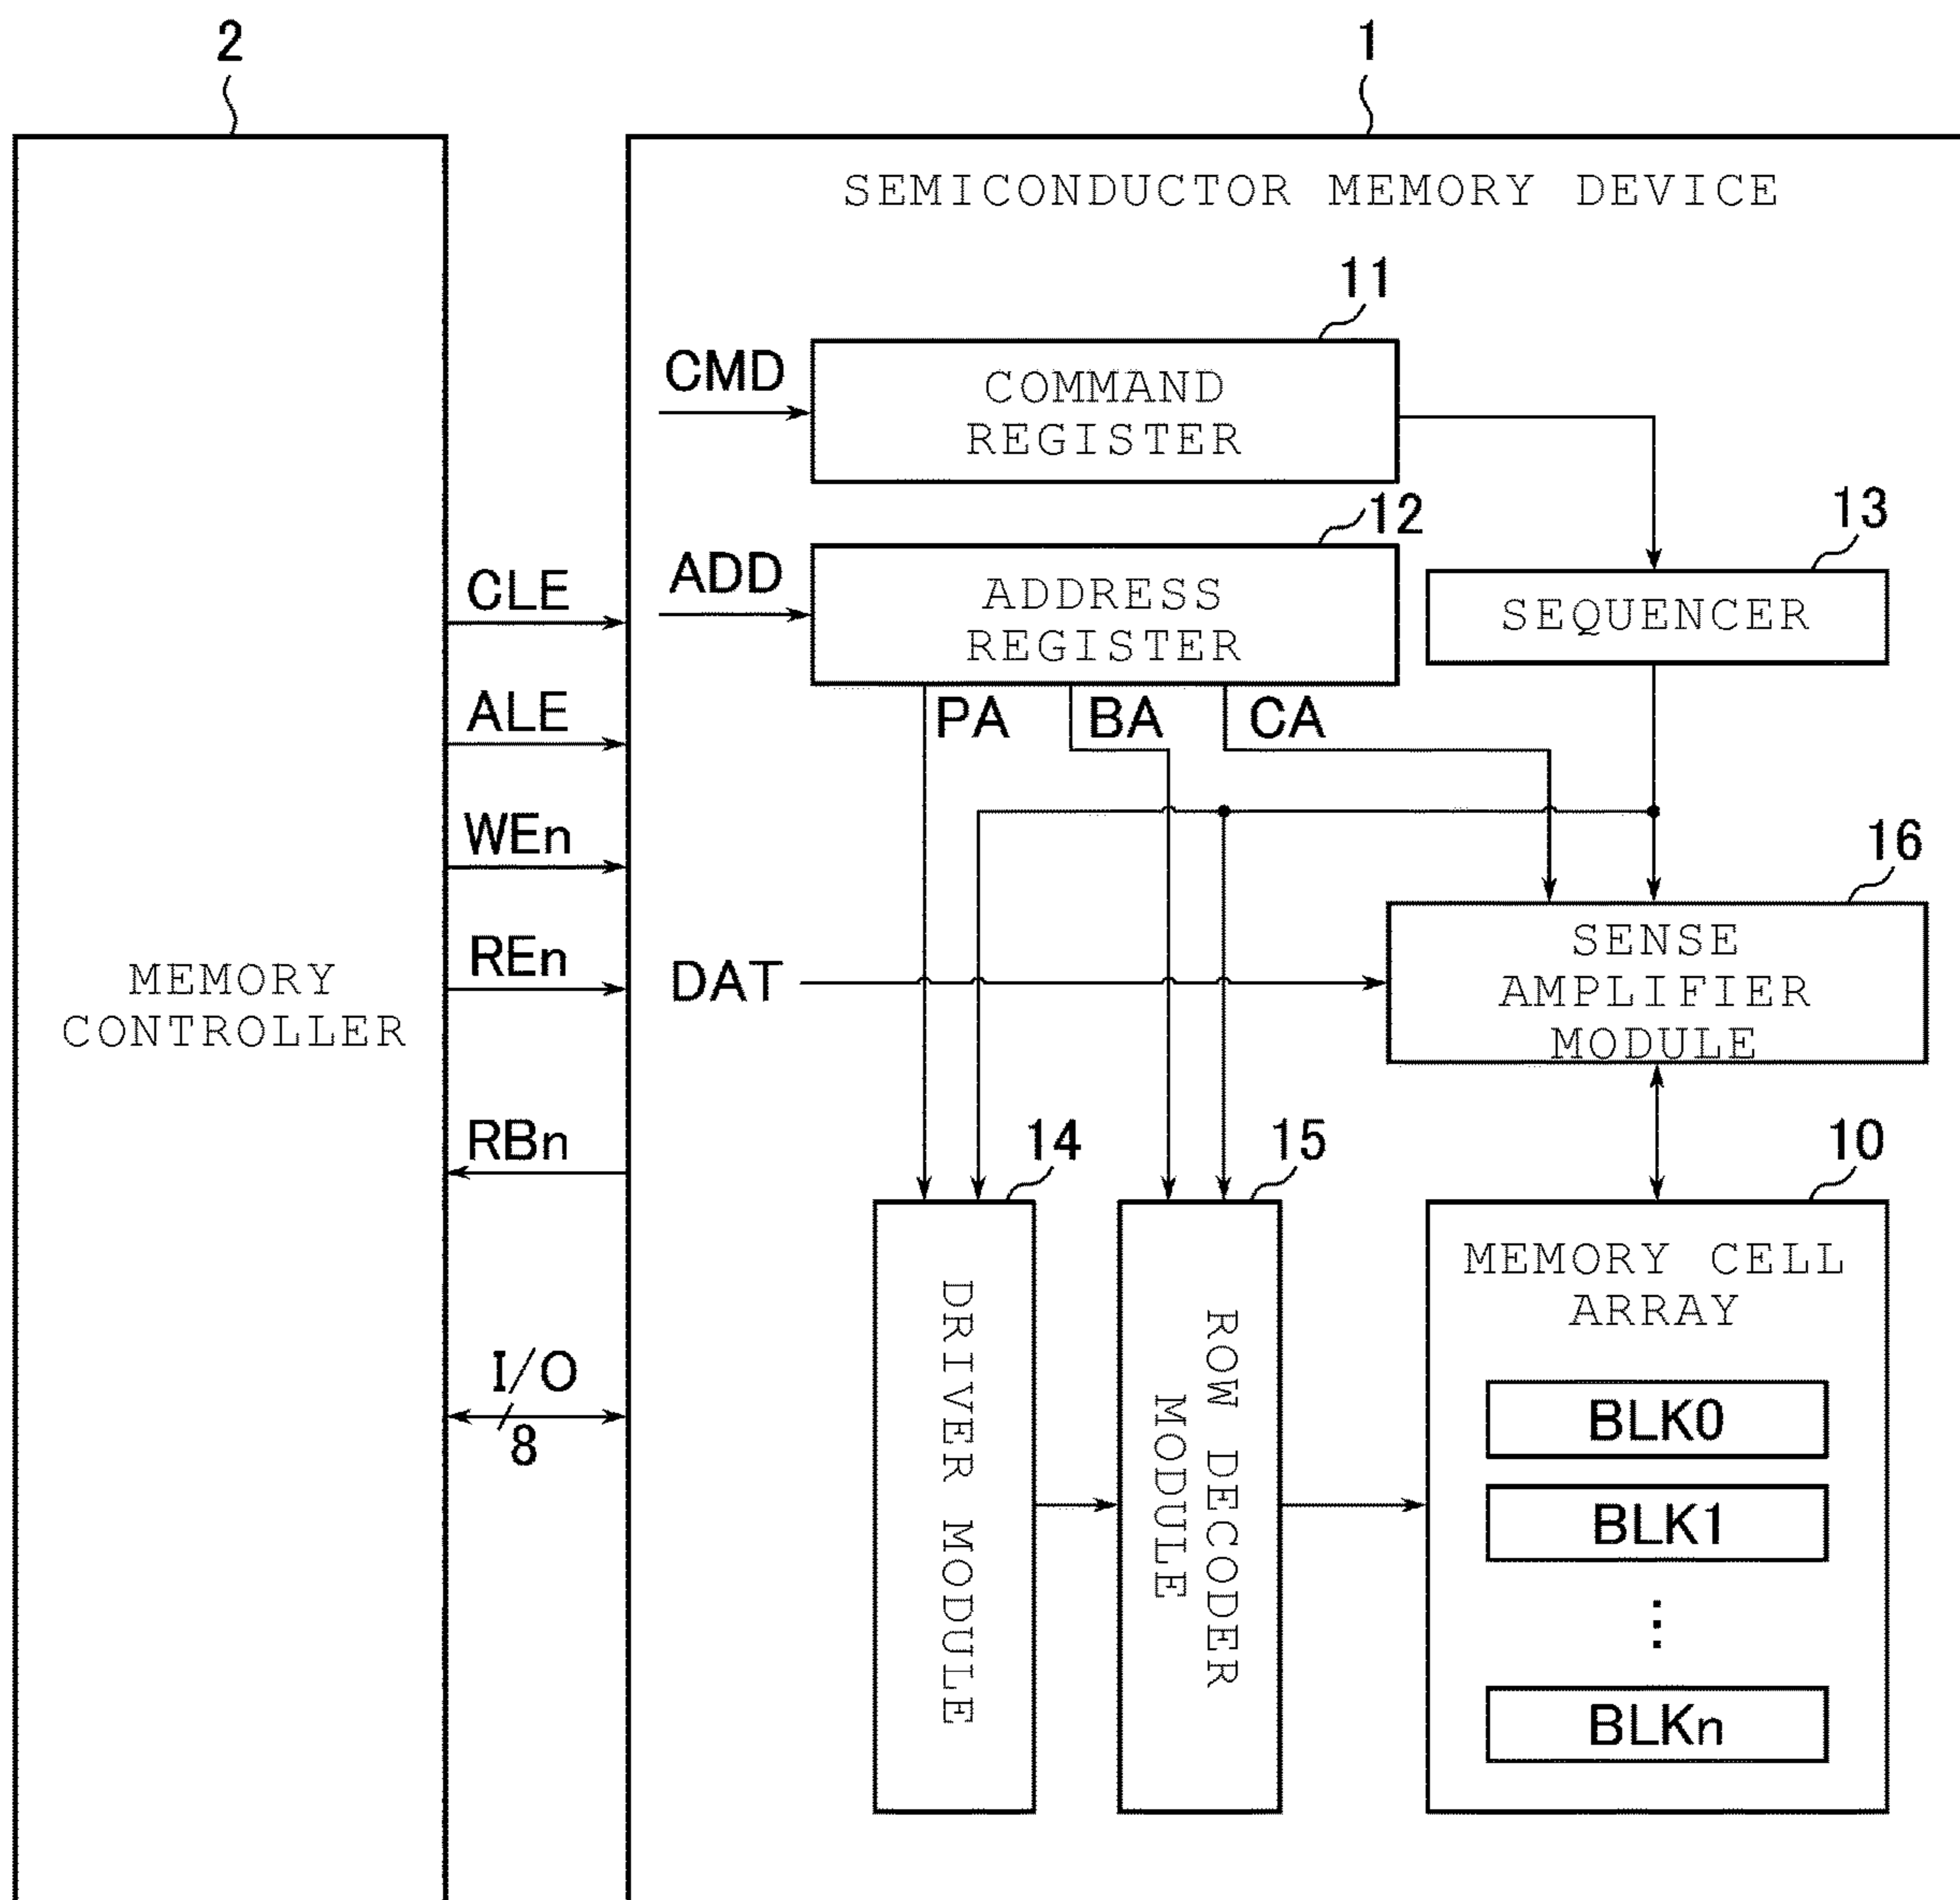 2
1
SEMICONDUCTOR MEMORY DEVICE
11
CMD
COMMAND
REGISTER
12
13
ADD
ADDRESS
REGISTER
SEQUENCER
CLE
PA
BA
CA
ALE
WEn
16
REn
DAT
SENSE
AMPLIFIER
MODULE
MEMORY
CONTROLLER
RBn
14
15
10
DRIVER MODULE
ROW DECODER
MODULE
MEMORY CELL
ARRAY
I/O
8
BLK0
BLK1
⋮
BLKn